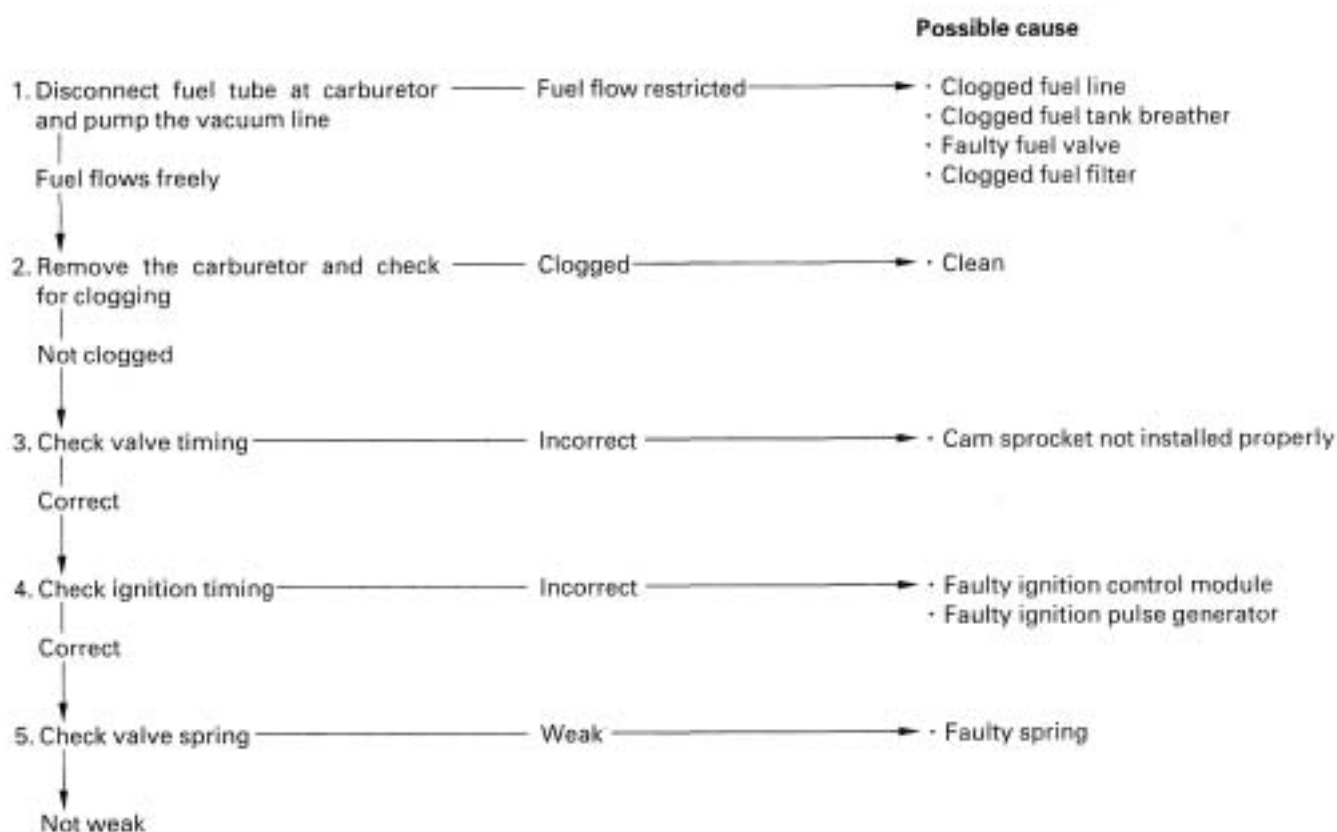 Possible cause
1. Disconnect fuel tube at carburetor
and pump the vacuum line
Fuel flow restricted
· Clogged fuel line
· Clogged fuel tank breather
· Faulty fuel valve
· Clogged fuel filter
Fuel flows freely
2. Remove the carburetor and check
for clogging
Clogged
· Clean
Not clogged
3. Check valve timing
Incorrect
· Cam sprocket not installed properly
Correct
4. Check ignition timing
Incorrect
· Faulty ignition control module
· Faulty ignition pulse generator
Correct
5. Check valve spring
Weak
· Faulty spring
Not weak